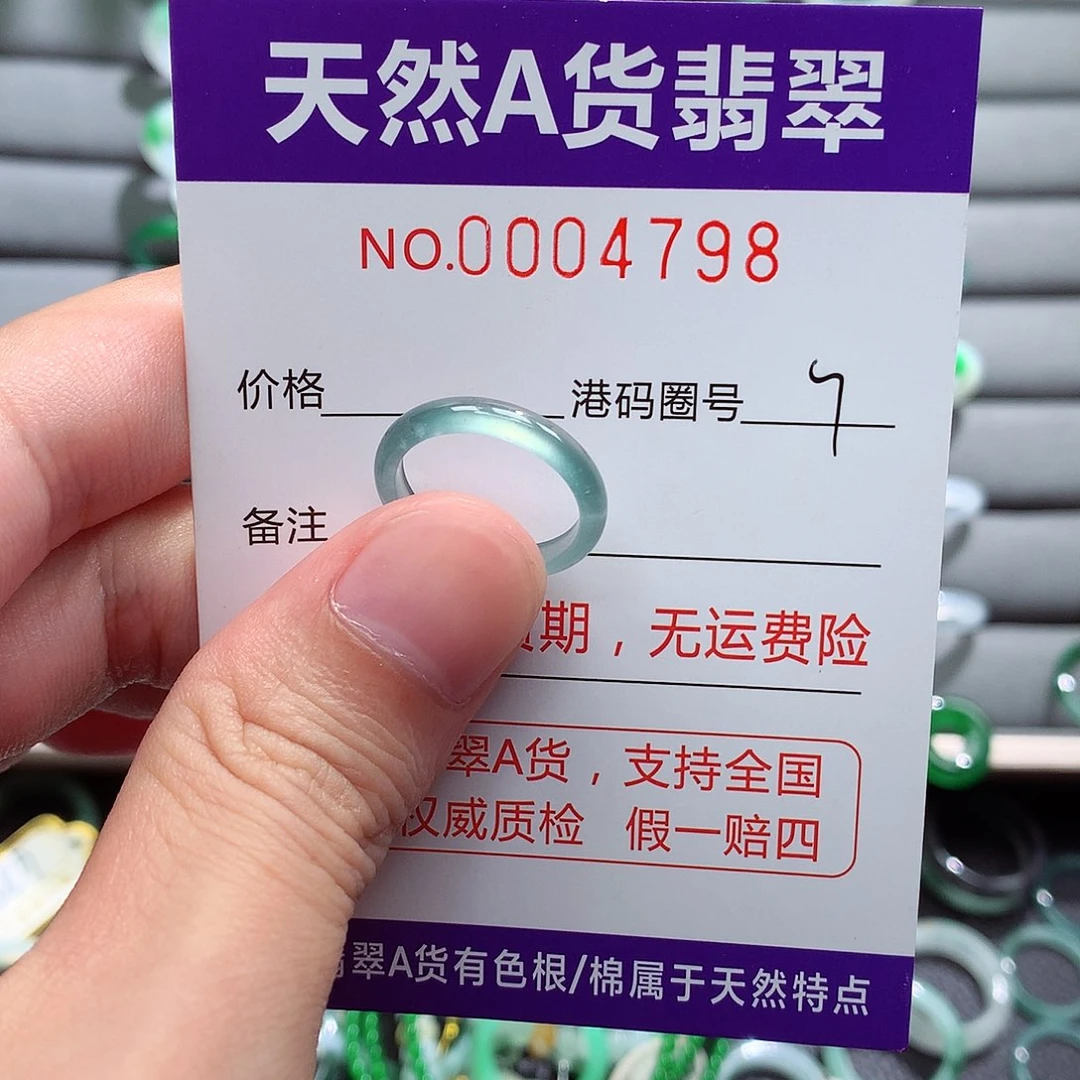 天然A货翡翠
NO.0004798
价格 港码圈号 7
备注
期，无运费险
翠A货，支持全国
权威质检 假一赔四
翠A货有色根/棉属于天然特点